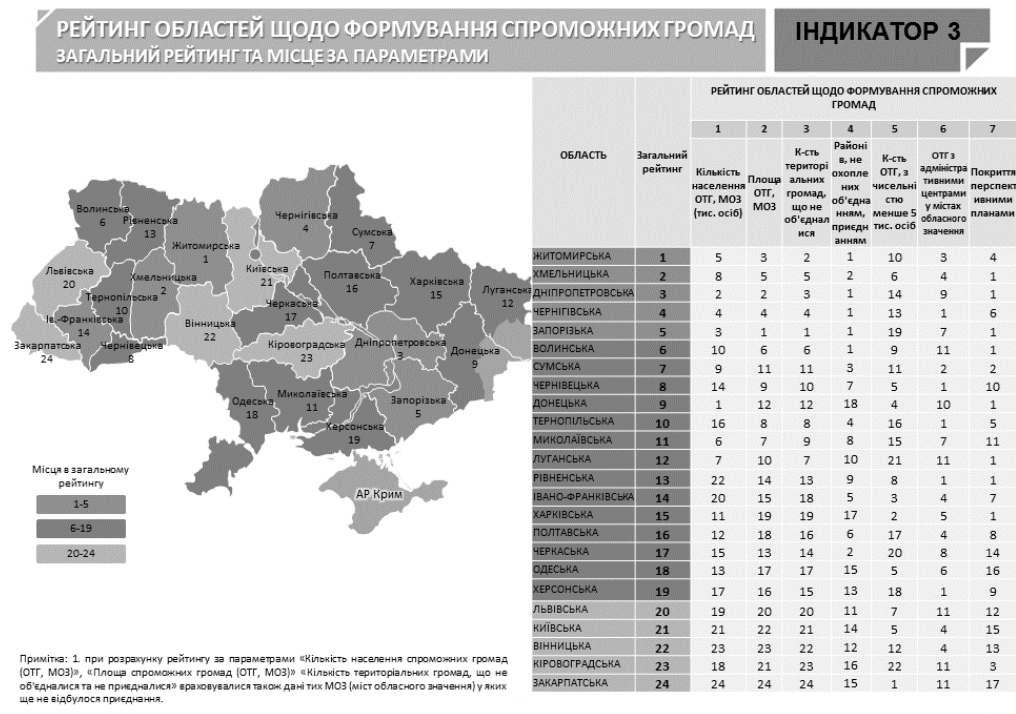 РЕЙТИНГ ОБЛАСТЕЙ ЩОДО ФОРМУВАННЯ СПРОМОЖНИХ ГРОМАД
ЗАГАЛЬНИЙ РЕЙТИНГ ТА МІСЦЕ ЗА ПАРАМЕТРАМИ
ІНДИКАТОР 3
Волинська
6
Рівненська
13
Житомирська
1
Чернігівська
4
Сумська
7
Львівська
20
Хмельницька
2
Київська
21
Полтавська
16
Харківська
15
Луганська
12
Тернопільська
10
Черкаська
17
Ів.-Франківська
14
Вінницька
22
Закарпатська
24
Чернівецька
8
Кіровоградська
23
Дніпропетровська
3
Донецька
9
Одеська
18
Миколаївська
11
Запорізька
5
Херсонська
19
АР Крим
Місця в загальному
рейтингу
1-5
6-19
20-24
Примітка: 1. при розрахунку рейтингу за параметрами «Кількість населення спроможних громад
(ОТГ, МОЗ)», «Площа спроможних громад (ОТГ, МОЗ)» «Кількість територіальних громад, що не
об'єдналися та не приєдналися» враховувалися також дані тих МОЗ (міст обласного значення) у яких
ще не відбулося приєднання.
ОБЛАСТЬ
Загальний
рейтинг
РЕЙТИНГ ОБЛАСТЕЙ ЩОДО ФОРМУВАННЯ СПРОМОЖНИХ
ГРОМАД
1 2 3 4 5 6 7
Кількість
населення
ОТГ, МОЗ
(тис. осіб)
Площа
ОТГ,
МОЗ
К-сть
територі
альних
громад,
що не
об'єднал
ися
Районі
в, не
охопле
них
об'єдна
нням,
приєдн
анням
К-сть
ОТГ, з
чисельні
стю
менше 5
тис. осіб
ОТГ з
адміністра
тивними
центрами
у містах
обласного
значення
Покриття
перспект
ивними
планами
ЖИТОМИРСЬКА 1 5 3 2 1 10 3 4
ХМЕЛЬНИЦЬКА 2 8 5 5 2 6 4 1
ДНІПРОПЕТРОВСЬКА 3 2 2 3 1 14 9 1
ЧЕРНІГІВСЬКА 4 4 4 4 1 13 1 6
ЗАПОРІЗЬКА 5 3 1 1 1 19 7 1
ВОЛИНСЬКА 6 10 6 6 1 9 11 1
СУМСЬКА 7 9 11 11 3 11 2 2
ЧЕРНІВЕЦЬКА 8 14 9 10 7 5 1 10
ДОНЕЦЬКА 9 1 12 12 18 4 10 1
ТЕРНОПІЛЬСЬКА 10 16 8 8 4 16 1 5
МИКОЛАЇВСЬКА 11 6 7 9 8 15 7 11
ЛУГАНСЬКА 12 7 10 7 10 21 11 1
РІВНЕНСЬКА 13 22 14 13 9 8 1 1
ІВАНО-ФРАНКІВСЬКА 14 20 15 18 5 3 4 7
ХАРКІВСЬКА 15 11 19 19 17 2 5 1
ПОЛТАВСЬКА 16 12 18 16 6 17 4 8
ЧЕРКАСЬКА 17 15 13 14 2 20 8 14
ОДЕСЬКА 18 13 17 17 15 5 6 16
ХЕРСОНСЬКА 19 17 16 15 13 18 1 9
ЛЬВІВСЬКА 20 19 20 20 11 7 11 12
КИЇВСЬКА 21 21 22 21 14 5 4 15
ВІННИЦЬКА 22 23 23 22 12 12 4 13
КІРОВОГРАДСЬКА 23 18 21 23 16 22 11 3
ЗАКАРПАТСЬКА 24 24 24 24 15 1 11 17